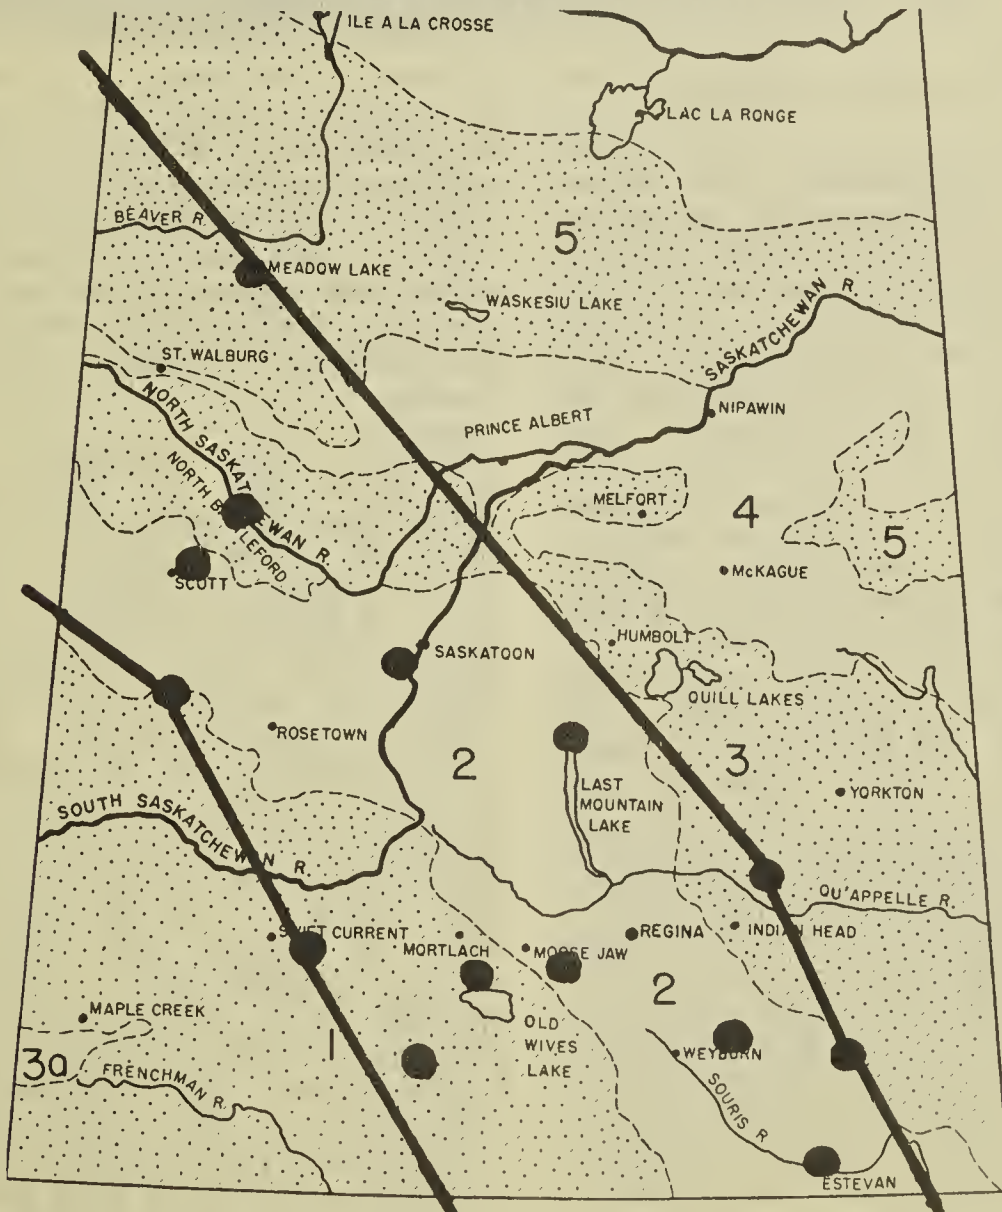 ILE A LA CROSSE
LAC LA RONGE
BEAVER R.
5
MEADOW LAKE
WASKESIU LAKE
SASKATCHEWAN R
ST. WALBURG
NIPAWIN
PRINCE ALBERT
NORTH SASKATCHEWAN R.
NORTH BATTLEFORD
MELFORT
4
5
SCOTT
McKAGUE
HUMBOLT
SASKATOON
QUILL LAKES
ROSETOWN
2
3
LAST
MOUNTAIN
LAKE
YORKTON
SOUTH SASKATCHEWAN R.
QU'APPELLE R.
SWIFT CURRENT
MORTLACH
MOOSE JAW
REGINA
INDIAN HEAD
2
MAPLE CREEK
1
OLD
WIVES
LAKE
WEYBURN
3a
FRENCHMAN R.
SOURIS R
ESTEVAN